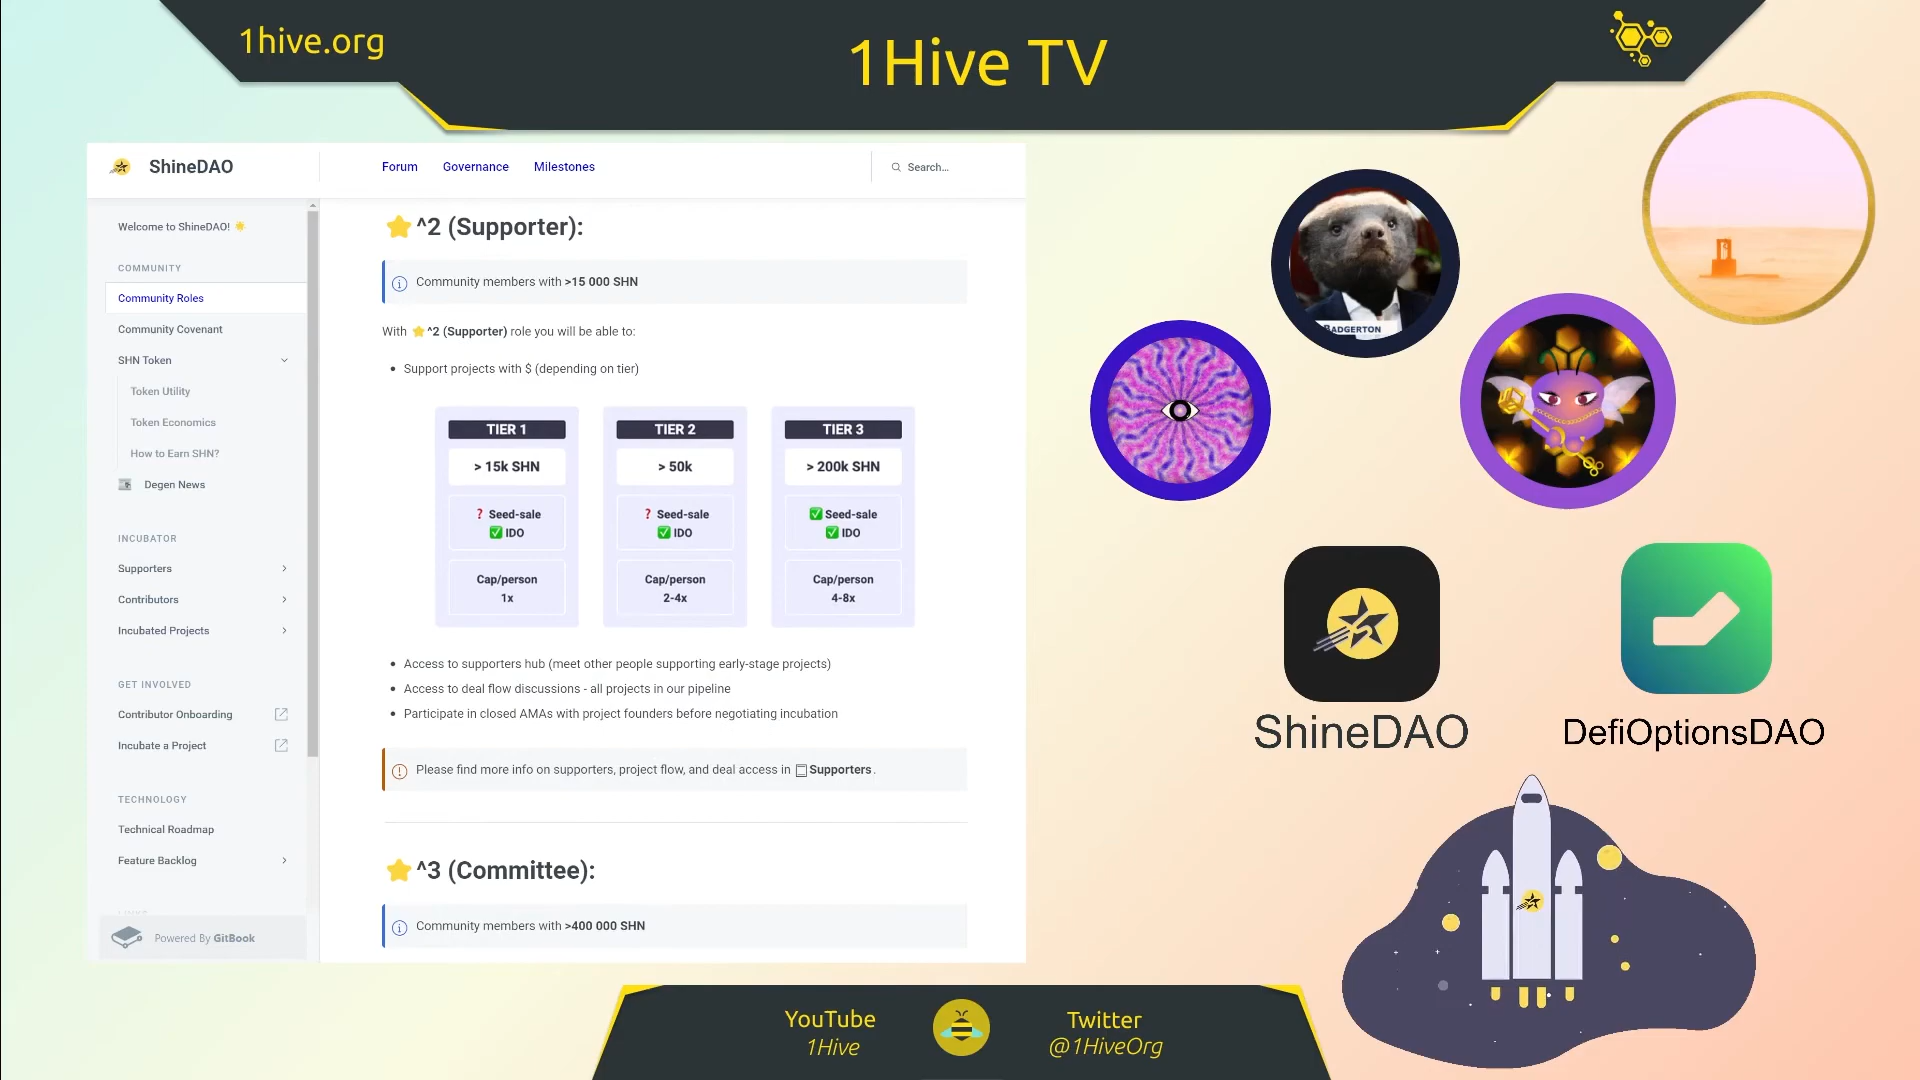 1hive.org
1Hive TV
ShineDAO
Forum
Governance
Milestones
Search...
Welcome to ShineDAO!
COMMUNITY
Community Roles
Community Covenant
SHN Token
Token Utility
Token Economics
How to Earn SHN?
Degen News
INCUBATOR
Supporters
Contributors
Incubated Projects
GET INVOLVED
Contributor Onboarding
Incubate a Project
TECHNOLOGY
Technical Roadmap
Feature Backlog
LINKS
Powered By GitBook
⭐^2 (Supporter):
Community members with >15 000 SHN
With ⭐^2 (Supporter) role you will be able to:
• Support projects with $ (depending on tier)
TIER 1
> 15k SHN
❓ Seed-sale
✅ IDO
Cap/person
1x
TIER 2
> 50k
❓ Seed-sale
✅ IDO
Cap/person
2-4x
TIER 3
> 200k SHN
✅ Seed-sale
✅ IDO
Cap/person
4-8x
• Access to supporters hub (meet other people supporting early-stage projects)
• Access to deal flow discussions - all projects in our pipeline
• Participate in closed AMAs with project founders before negotiating incubation
Please find more info on supporters, project flow, and deal access in Supporters.
⭐^3 (Committee):
Community members with >400 000 SHN
BADGERTON
ShineDAO
DefiOptionsDAO
YouTube
1Hive
Twitter
@1HiveOrg